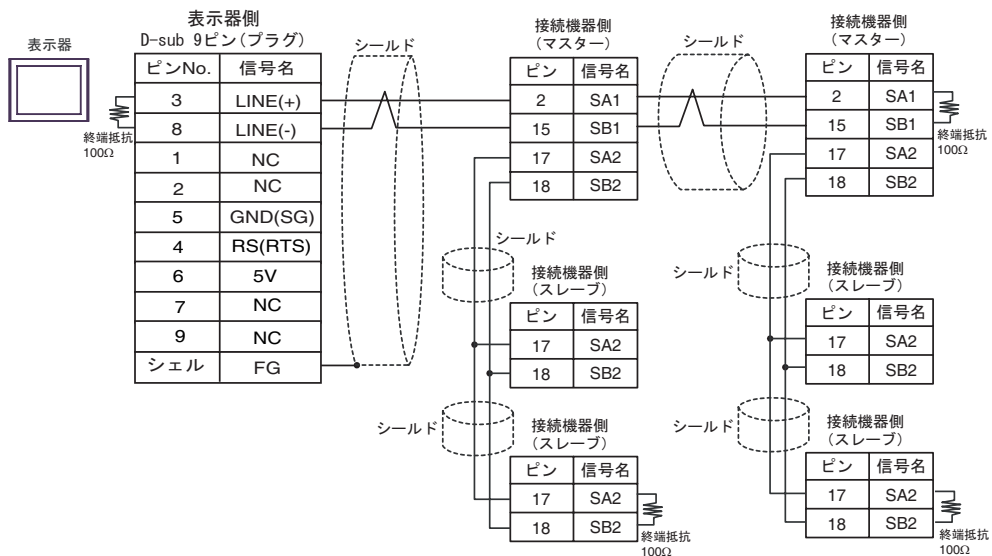 表示器
表示器側
D-sub 9ピン(プラグ)
ピンNo. 信号名
3 LINE(+)
8 LINE(-)
1 NC
2 NC
5 GND(SG)
4 RS(RTS)
6 5V
7 NC
9 NC
シェル FG
終端抵抗
100Ω
シールド
接続機器側
(マスター)
ピン 信号名
2 SA1
15 SB1
17 SA2
18 SB2
シールド
接続機器側
(マスター)
ピン 信号名
2 SA1
15 SB1
17 SA2
18 SB2
終端抵抗
100Ω
シールド
接続機器側
(スレーブ)
ピン 信号名
17 SA2
18 SB2
シールド
接続機器側
(スレーブ)
ピン 信号名
17 SA2
18 SB2
シールド
接続機器側
(スレーブ)
ピン 信号名
17 SA2
18 SB2
終端抵抗
100Ω
シールド
接続機器側
(スレーブ)
ピン 信号名
17 SA2
18 SB2
終端抵抗
100Ω